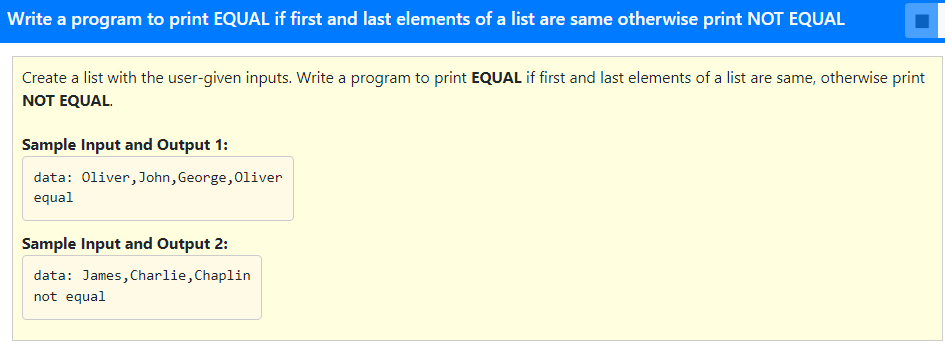 Write a program to print EQUAL if first and last elements of a list are same otherwise print NOT EQUAL
Create a list with the user-given inputs. Write a program to print EQUAL if first and last elements of a list are same, otherwise print
NOT EQUAL.
Sample Input and Output 1:
data: Oliver,John,George,Oliver
equal
Sample Input and Output 2:
data: James,Charlie,Chaplin
not equal